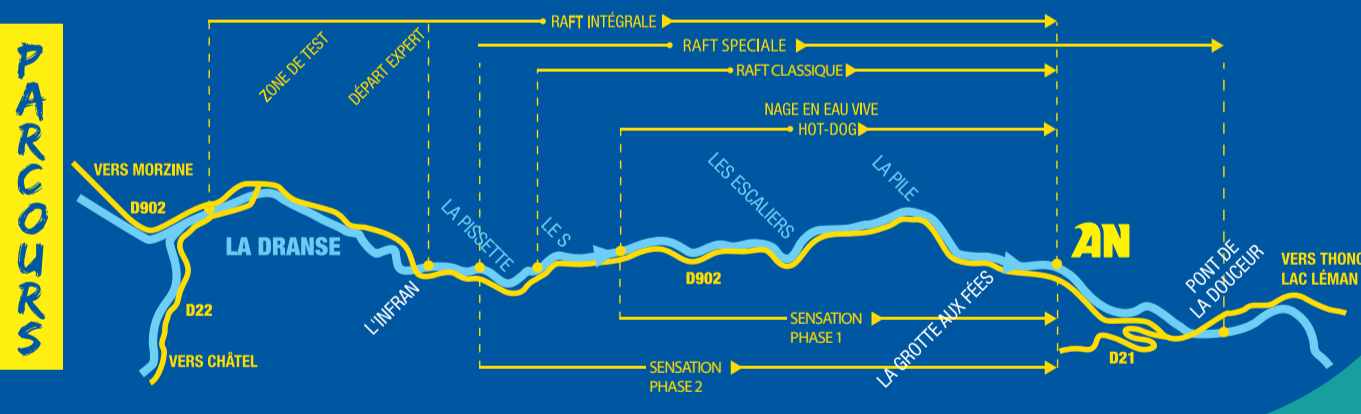 PARCOURS
RAFT INTÉGRALE
RAFT SPECIALE
RAFT CLASSIQUE
NAGE EN EAU VIVE
HOT-DOG
ZONE DE TEST
DÉPART EXPERT
VERS MORZINE
D902
LA DRANSE
D22
VERS CHÂTEL
L'INFRAN
LA PISSETTE
LE S
LES ESCALIERS
LA PILE
D902
LA GROTTE AUX FÉES
AN
PONT DE
LA DOUCEUR
VERS THONO
LAC LÉMAN
D21
SENSATION
PHASE 1
SENSATION
PHASE 2